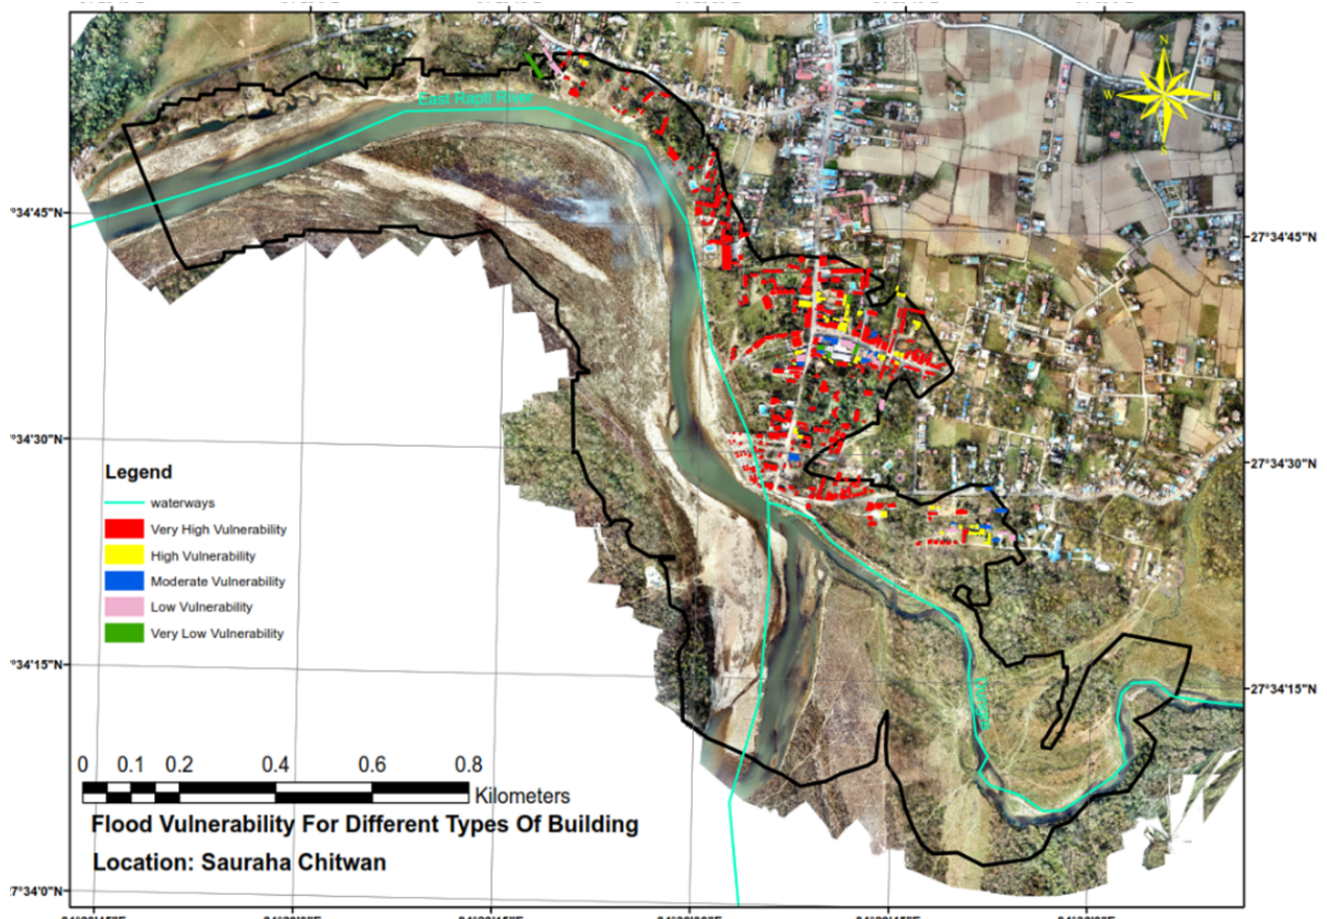 N
W
E
S
East Rapti River
°34'45"N
27°34'45"N
°34'30"N
27°34'30"N
Legend
waterways
Very High Vulnerability
High Vulnerability
Moderate Vulnerability
Low Vulnerability
Very Low Vulnerability
°34'15"N
27°34'15"N
0 0.1 0.2 0.4 0.6 0.8
Kilometers
Flood Vulnerability For Different Types Of Building
Location: Sauraha Chitwan
7°34'0"N